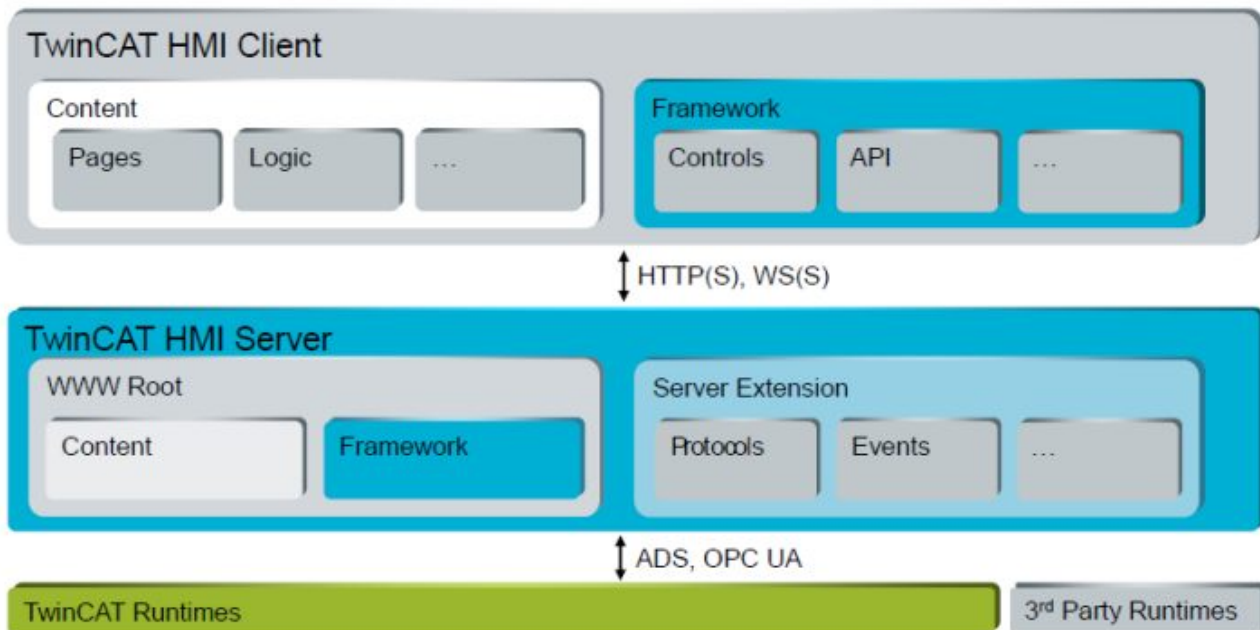 TwinCAT HMI Client
Content
Framework
Pages
Logic
...
Controls
API
...
HTTP(S), WS(S)
TwinCAT HMI Server
WWW Root
Server Extension
Content
Framework
Protocols
Events
...
ADS, OPC UA
TwinCAT Runtimes
3rd Party Runtimes